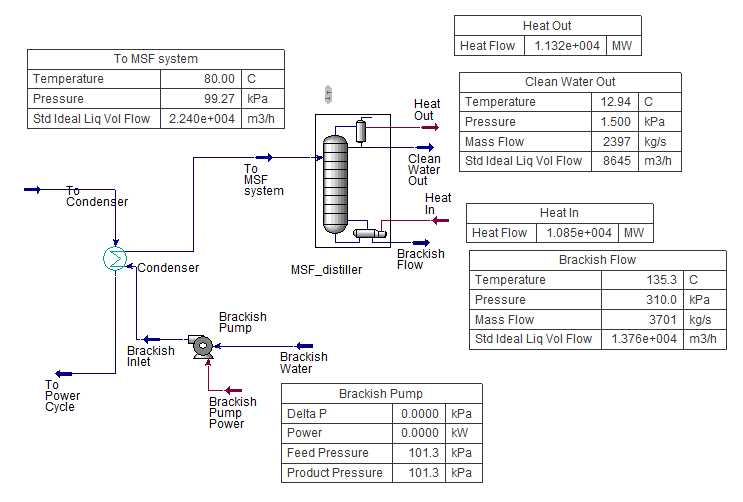 Heat Out
Heat Flow 1.132e+004 MW
To MSF system
Temperature 80.00 C
Pressure 99.27 kPa
Std Ideal Liq Vol Flow 2.240e+004 m3/h
Clean Water Out
Temperature 12.94 C
Pressure 1.500 kPa
Mass Flow 2397 kg/s
Std Ideal Liq Vol Flow 8645 m3/h
Heat
Out
Clean
Water
Out
To
MSF
system
To
Condenser
Heat
In
Heat In
Heat Flow 1.085e+004 MW
Brackish
Flow
MSF_distiller
Condenser
Brackish Flow
Temperature 135.3 C
Pressure 310.0 kPa
Mass Flow 3701 kg/s
Std Ideal Liq Vol Flow 1.376e+004 m3/h
Brackish
Pump
Brackish
Inlet
Brackish
Water
To
Power
Cycle
Brackish
Pump
Power
Brackish Pump
Delta P 0.0000 kPa
Power 0.0000 kW
Feed Pressure 101.3 kPa
Product Pressure 101.3 kPa